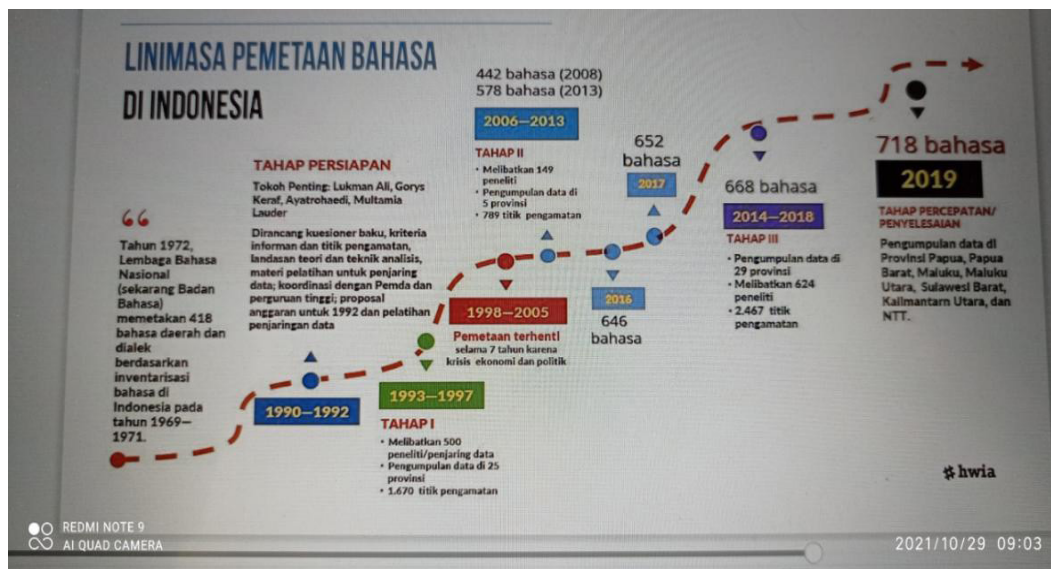 LINIMASA PEMETAAN BAHASA
DI INDONESIA
“
Tahun 1972,
Lembaga Bahasa
Nasional
(sekarang Badan
Bahasa)
memetakan 418
bahasa daerah dan
dialek
berdasarkan
inventarisasi
bahasa di
Indonesia pada
tahun 1969—
1971.
TAHAP PERSIAPAN
Tokoh Penting: Lukman Ali, Gorys
Keraf, Ayatrohaedi, Multamia
Lauder
Dirancang kuesioner baku, kriteria
informan dan titik pengamatan,
landasan teori dan teknik analisis,
materi pelatihan untuk penjaring
data; koordinasi dengan Pemda dan
perguruan tinggi; proposal
anggaran untuk 1992 dan pelatihan
penjaringan data
1990—1992
1993—1997
TAHAP I
• Melibatkan 500
peneliti/penjaring data
• Pengumpulan data di 25
provinsi
• 1.670 titik pengamatan
1998—2005
Pemetaan terhenti
selama 7 tahun karena
krisis ekonomi dan politik
442 bahasa (2008)
578 bahasa (2013)
2006—2013
TAHAP II
• Melibatkan 149
peneliti
• Pengumpulan data di
5 provinsi
• 789 titik pengamatan
2016
646
bahasa
652
bahasa
2017
668 bahasa
2014—2018
TAHAP III
• Pengumpulan data di
29 provinsi
• Melibatkan 624
peneliti
• 2.467 titik
pengamatan
718 bahasa
2019
TAHAP PERCEPATAN/
PENYELESAIAN
Pengumpulan data di
Provinsi Papua, Papua
Barat, Maluku, Maluku
Utara, Sulawesi Barat,
Kalimantarn Utara, dan
NTT.
hwia
REDMI NOTE 9
AI QUAD CAMERA
2021/10/29 09:03